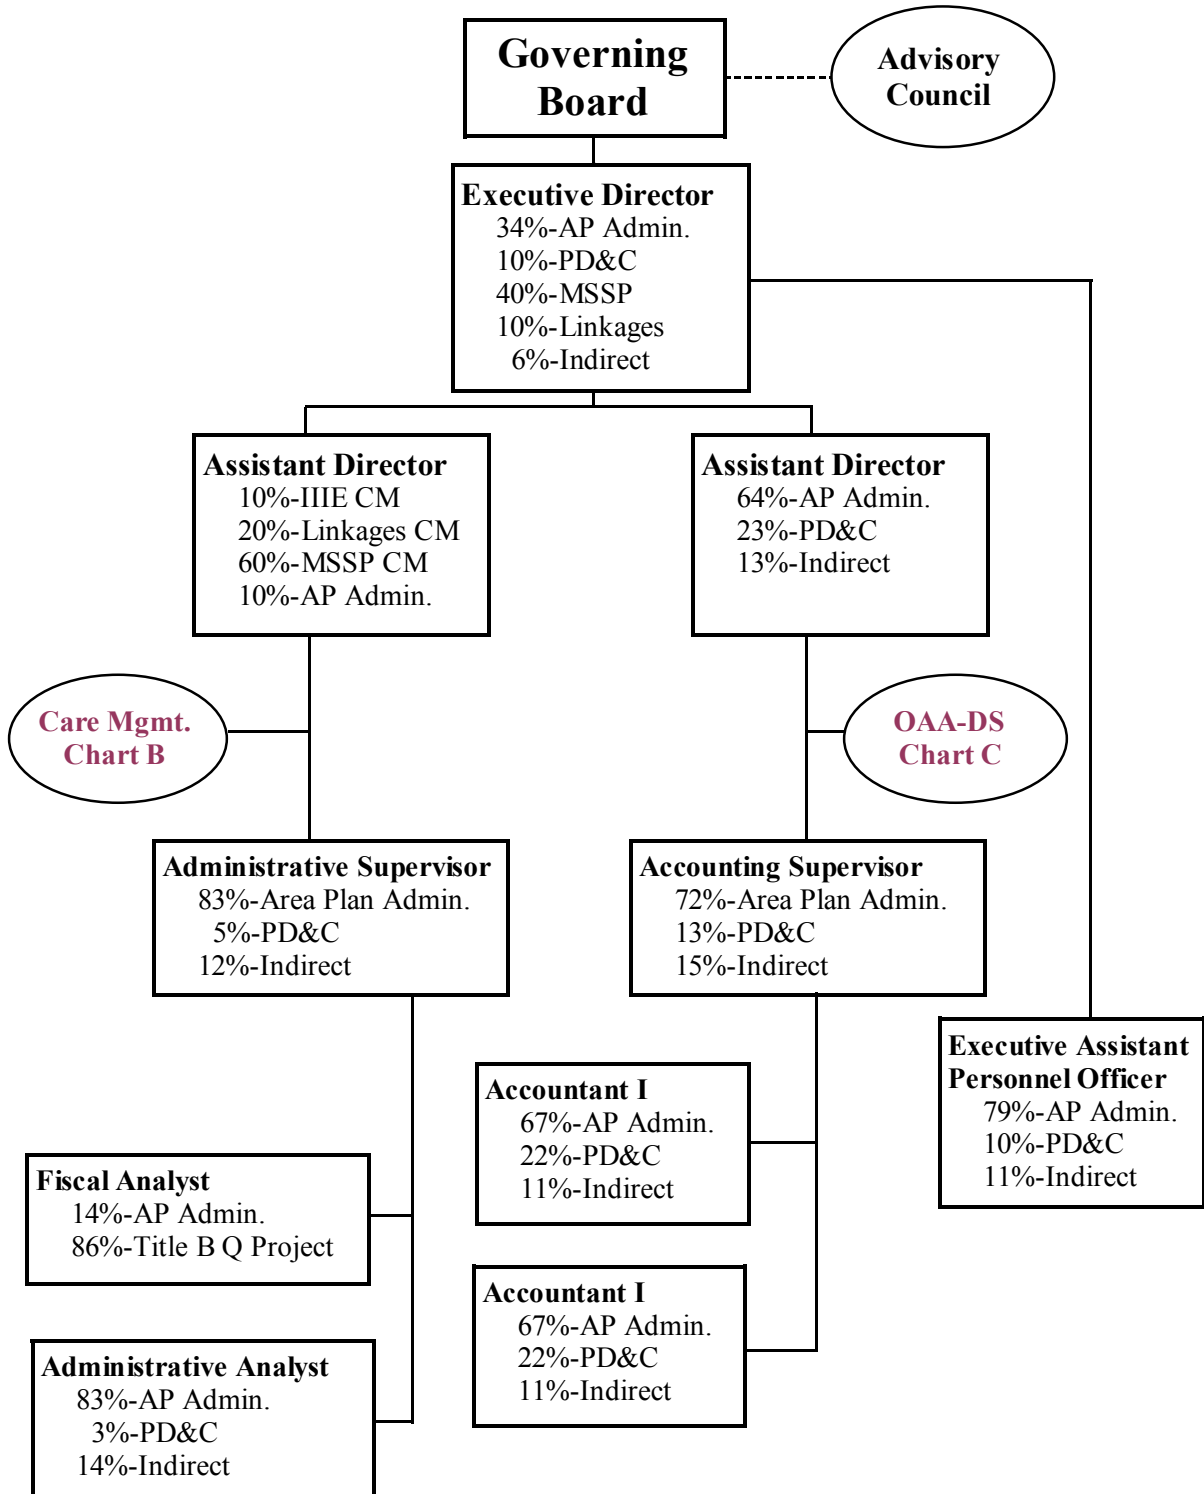 Governing
Board
Advisory
Council
Executive Director
34%-AP Admin.
10%-PD&C
40%-MSSP
10%-Linkages
6%-Indirect
Assistant Director
10%-IIIE CM
20%-Linkages CM
60%-MSSP CM
10%-AP Admin.
Assistant Director
64%-AP Admin.
23%-PD&C
13%-Indirect
Care Mgmt.
Chart B
OAA-DS
Chart C
Administrative Supervisor
83%-Area Plan Admin.
5%-PD&C
12%-Indirect
Accounting Supervisor
72%-Area Plan Admin.
13%-PD&C
15%-Indirect
Executive Assistant
Personnel Officer
79%-AP Admin.
10%-PD&C
11%-Indirect
Accountant I
67%-AP Admin.
22%-PD&C
11%-Indirect
Fiscal Analyst
14%-AP Admin.
86%-Title B Q Project
Accountant I
67%-AP Admin.
22%-PD&C
11%-Indirect
Administrative Analyst
83%-AP Admin.
3%-PD&C
14%-Indirect